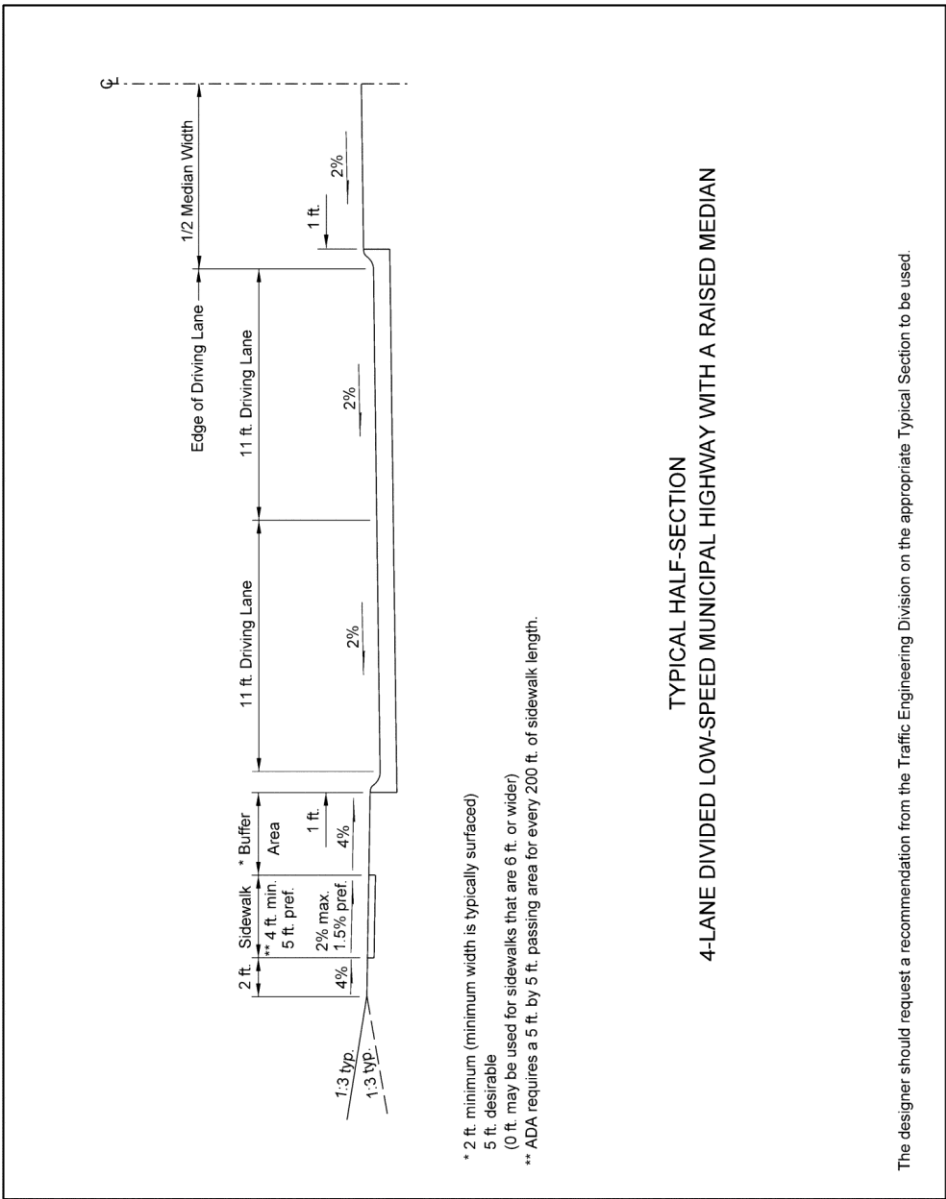 ℄
1/2 Median Width
Edge of Driving Lane
11 ft. Driving Lane
11 ft. Driving Lane
1 ft.
2%
2%
2%
2 ft.
Sidewalk
** 4 ft. min.
5 ft. pref.
2% max.
1.5% pref.
* Buffer
Area
1 ft.
4%
4%
1:3 typ.
1:3 typ.
* 2 ft. minimum (minimum width is typically surfaced)
5 ft. desirable
(0 ft. may be used for sidewalks that are 6 ft. or wider)
** ADA requires a 5 ft. by 5 ft. passing area for every 200 ft. of sidewalk length.
TYPICAL HALF-SECTION
4-LANE DIVIDED LOW-SPEED MUNICIPAL HIGHWAY WITH A RAISED MEDIAN
The designer should request a recommendation from the Traffic Engineering Division on the appropriate Typical Section to be used.